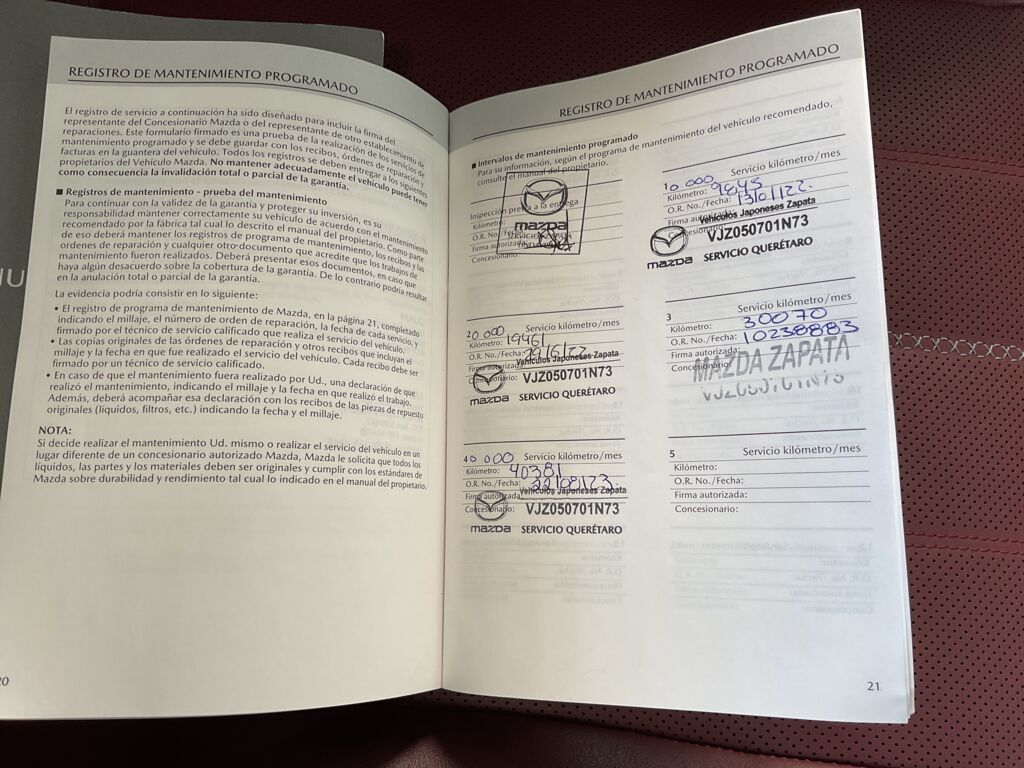 REGISTRO DE MANTENIMIENTO PROGRAMADO
El registro de servicio a continuación ha sido diseñado para incluir la firma del
representante del Concesionario Mazda o del representante de otro establecimiento de
reparaciones. Este formulario firmado es una prueba de la realización de los servicios de
mantenimiento programado y se debe guardar con los recibos, órdenes de reparación y
facturas en la guantera del vehículo. Todos los registros se deben entregar a los siguientes
propietarios del Vehículo Mazda. No mantener adecuadamente el vehículo puede tener
como consecuencia la invalidación total o parcial de la garantía.
■ Registros de mantenimiento – prueba del mantenimiento
Para continuar con la validez de la garantía y proteger su inversión, es su
responsabilidad mantener correctamente su vehículo de acuerdo con el mantenimiento
recomendado por la fábrica tal cual lo descrito el manual del propietario. Como parte
de eso deberá mantener los registros de programa de mantenimiento, los recibos y las
ordenes de reparación y cualquier otro documento que acredite que los trabajos de
mantenimiento fueron realizados. Deberá presentar esos documentos, en caso que
haya algún desacuerdo sobre la cobertura de la garantía. De lo contrario podría resultar
en la anulación total o parcial de la garantía.
La evidencia podría consistir en lo siguiente:
• El registro de programa de mantenimiento de Mazda, en la página 21, completado
indicando el millaje, el número de orden de reparación, la fecha de cada servicio, y
firmado por el técnico de servicio calificado que realiza el servicio del vehículo.
• Las copias originales de las órdenes de reparación y otros recibos que incluyan el
millaje y la fecha en que fue realizado el servicio del vehículo. Cada recibo debe ser
firmado por un técnico de servicio calificado.
• En caso de que el mantenimiento fuera realizado por Ud., una declaración de que
realizó el mantenimiento, indicando el millaje y la fecha en que realizó el trabajo.
Además, deberá acompañar esa declaración con los recibos de las piezas de repuesto
originales (líquidos, filtros, etc.) indicando la fecha y el millaje.
NOTA:
Si decide realizar el mantenimiento Ud. mismo o realizar el servicio del vehículo en un
lugar diferente de un concesionario autorizado Mazda, Mazda le solicita que todos los
líquidos, las partes y los materiales deben ser originales y cumplir con los estándares de
Mazda sobre durabilidad y rendimiento tal cual lo indicado en el manual del propietario.
20
REGISTRO DE MANTENIMIENTO PROGRAMADO
■ Intervalos de mantenimiento programado
Para su información, según el programa de mantenimiento del vehículo recomendado,
consulte el manual del propietario.
Inspección previa a la entrega
Kilómetro:
mazda
O.R. No./Fecha:
SERVICIO ZAPATA
Firma autorizada:
Concesionario:
10 000 Servicio kilómetro/mes
Kilómetro: 9843
O.R. No./Fecha: 13/01/22.
Firma autorizada:
Vehículos Japoneses Zapata
Concesionario:
VJZ050701N73
mazda SERVICIO QUERÉTARO
20 000 Servicio kilómetro/mes
Kilómetro: 19461
O.R. No./Fecha:
Firma autorizada:
Vehículos Japoneses Zapata
Concesionario:
VJZ050701N73
mazda SERVICIO QUERÉTARO
3 Servicio kilómetro/mes
Kilómetro: 30070
O.R. No./Fecha: 10238883
Firma autorizada:
Concesionario:
MAZDA ZAPATA
VJZ050701N73
40 000 Servicio kilómetro/mes
Kilómetro: 40381
O.R. No./Fecha: 22/08/23.
Firma autorizada:
Vehículos Japoneses Zapata
Concesionario:
VJZ050701N73
mazda SERVICIO QUERÉTARO
5 Servicio kilómetro/mes
Kilómetro:
O.R. No./Fecha:
Firma autorizada:
Concesionario:
21